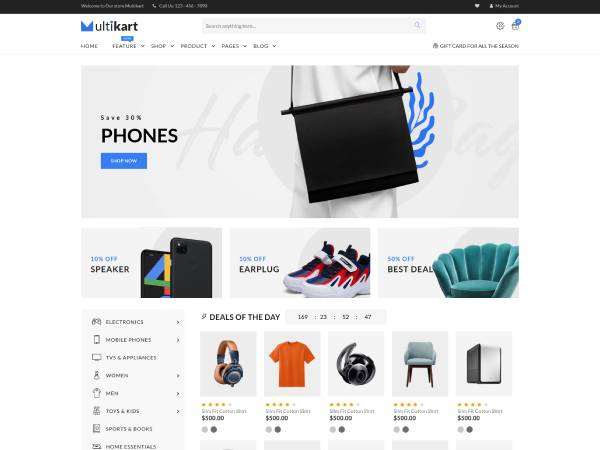 Welcome to Our store Multikart Call Us: 123 - 456 - 7890 My Account
Multikart Search anything here...
HOME FEATURE SHOP PRODUCT PAGES BLOG GIFT CARD FOR ALL THE SEASON
Save 30%
PHONES
SHOP NOW
10% OFF
SPEAKER
10% OFF
EARPLUG
50% OFF
BEST DEAL
DEALS OF THE DAY 169 : 23 : 52 : 47
ELECTRONICS
MOBILE PHONES
TVS & APPLIANCES
WOMEN
MEN
TOYS & KIDS
SPORTS & BOOKS
HOME ESSENTIALS
Slim Fit Cotton Shirt Slim Fit Cotton Shirt Slim Fit Cotton Shirt Slim Fit Cotton Shirt Slim Fit Cotton Shirt
$500.00 $500.00 $500.00 $500.00 $500.00